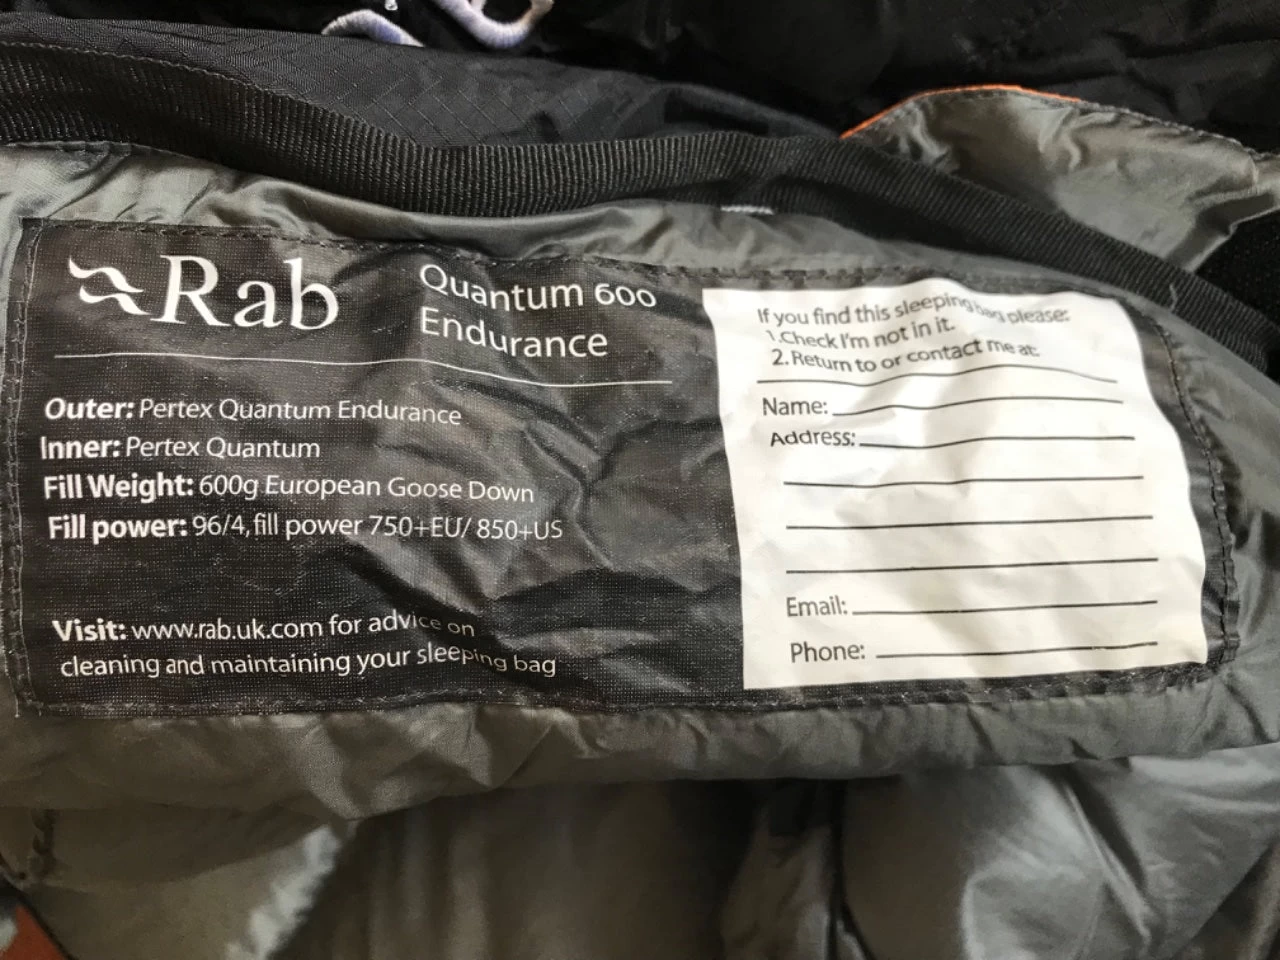 Rab
Quantum 600
Endurance
Outer: Pertex Quantum Endurance
Inner: Pertex Quantum
Fill Weight: 600g European Goose Down
Fill power: 96/4, fill power 750+EU/ 850+US
Visit: www.rab.uk.com for advice on
cleaning and maintaining your sleeping bag
If you find this sleeping bag please:
1.Check I'm not in it.
2. Return to or contact me at:
Name:
Address:
Email:
Phone: